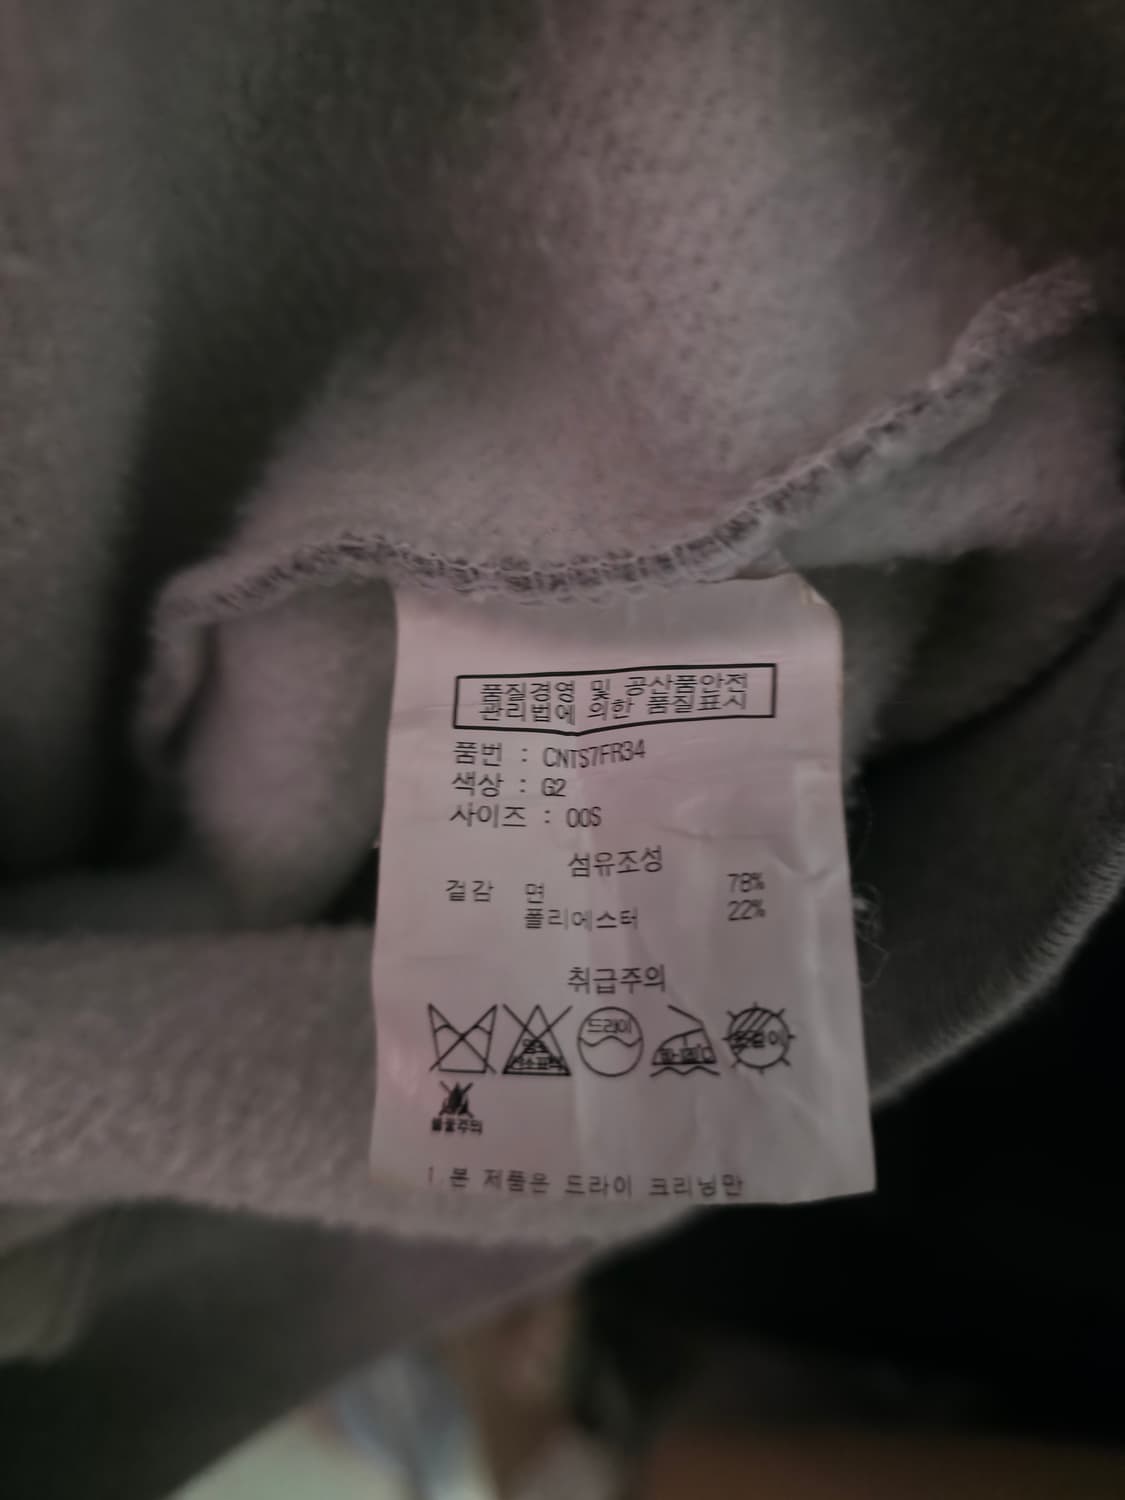 품질경영 및 공산품안전
관리법에 의한 품질표시
품번 : CNTS7FR34
색상 : G2
사이즈 : 00S
섬유조성
겉감 면 78%
폴리에스터 22%
취급주의
드라이
1. 본 제품은 드라이 크리닝만